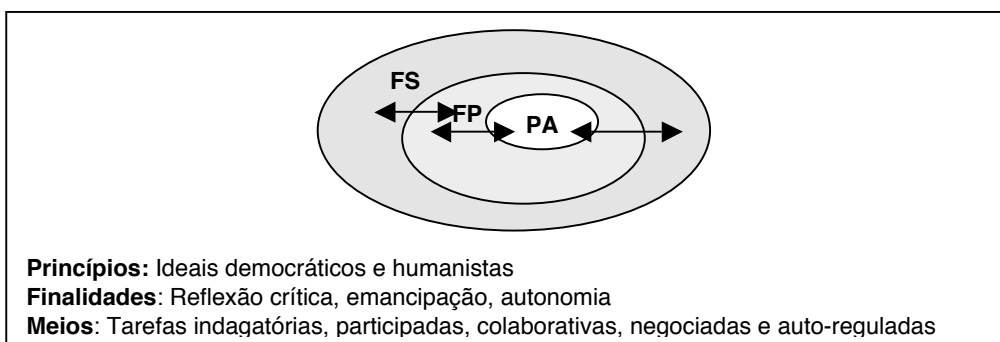 FS
FP
PA
Princípios: Ideais democráticos e humanistas
Finalidades: Reflexão crítica, emancipação, autonomia
Meios: Tarefas indagatórias, participadas, colaborativas, negociadas e auto-reguladas